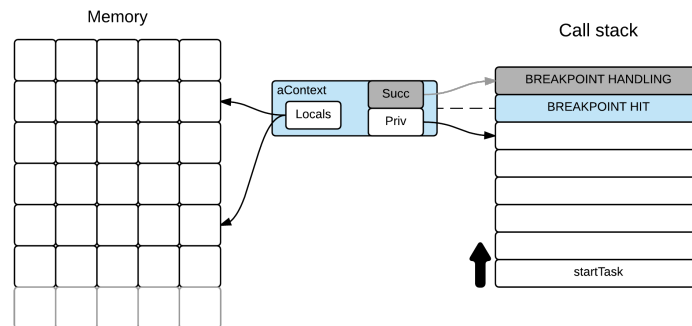 Memory
Call stack
aContext
Succ
Locals
Priv
BREAKPOINT HANDLING
BREAKPOINT HIT
startTask